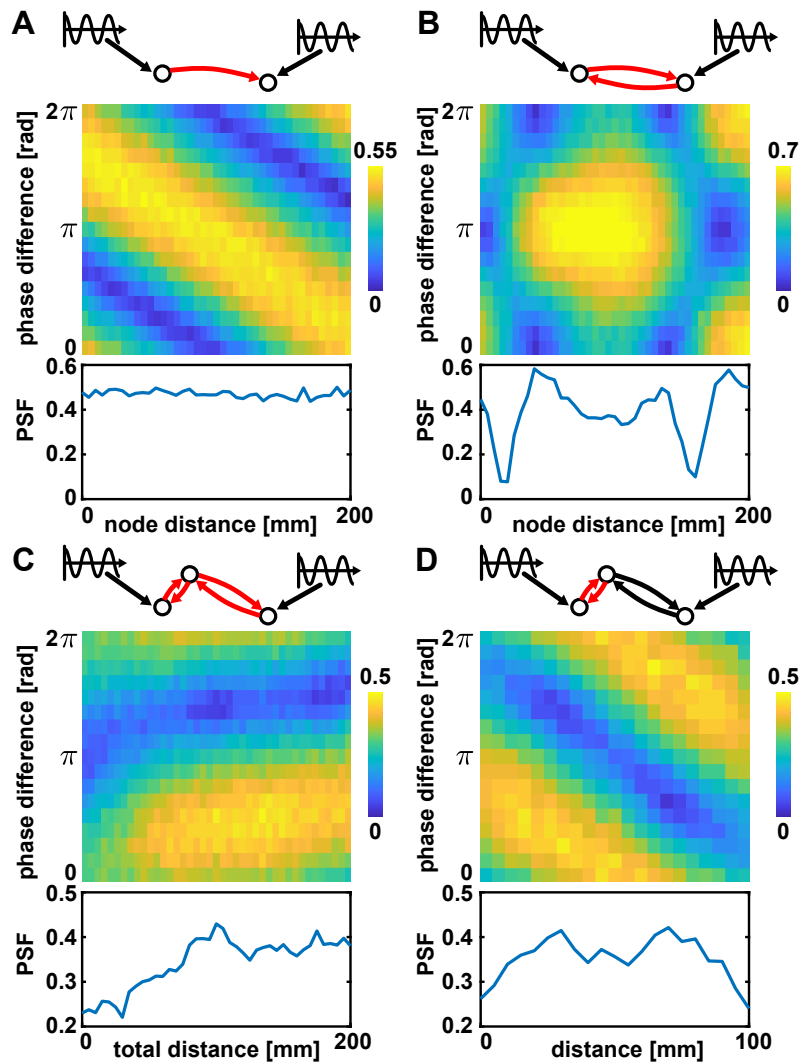 A
B
2π
π
0
phase difference [rad]
0.55
0
2π
π
0
phase difference [rad]
0.7
0
0.6
0.4
0.2
0
PSF
0
200
node distance [mm]
0.6
0.4
0.2
0
PSF
0
200
node distance [mm]
C
D
2π
π
0
phase difference [rad]
0.5
0
2π
π
0
phase difference [rad]
0.5
0
0.5
0.4
0.3
0.2
PSF
0
200
total distance [mm]
0.5
0.4
0.3
0.2
PSF
0
100
distance [mm]